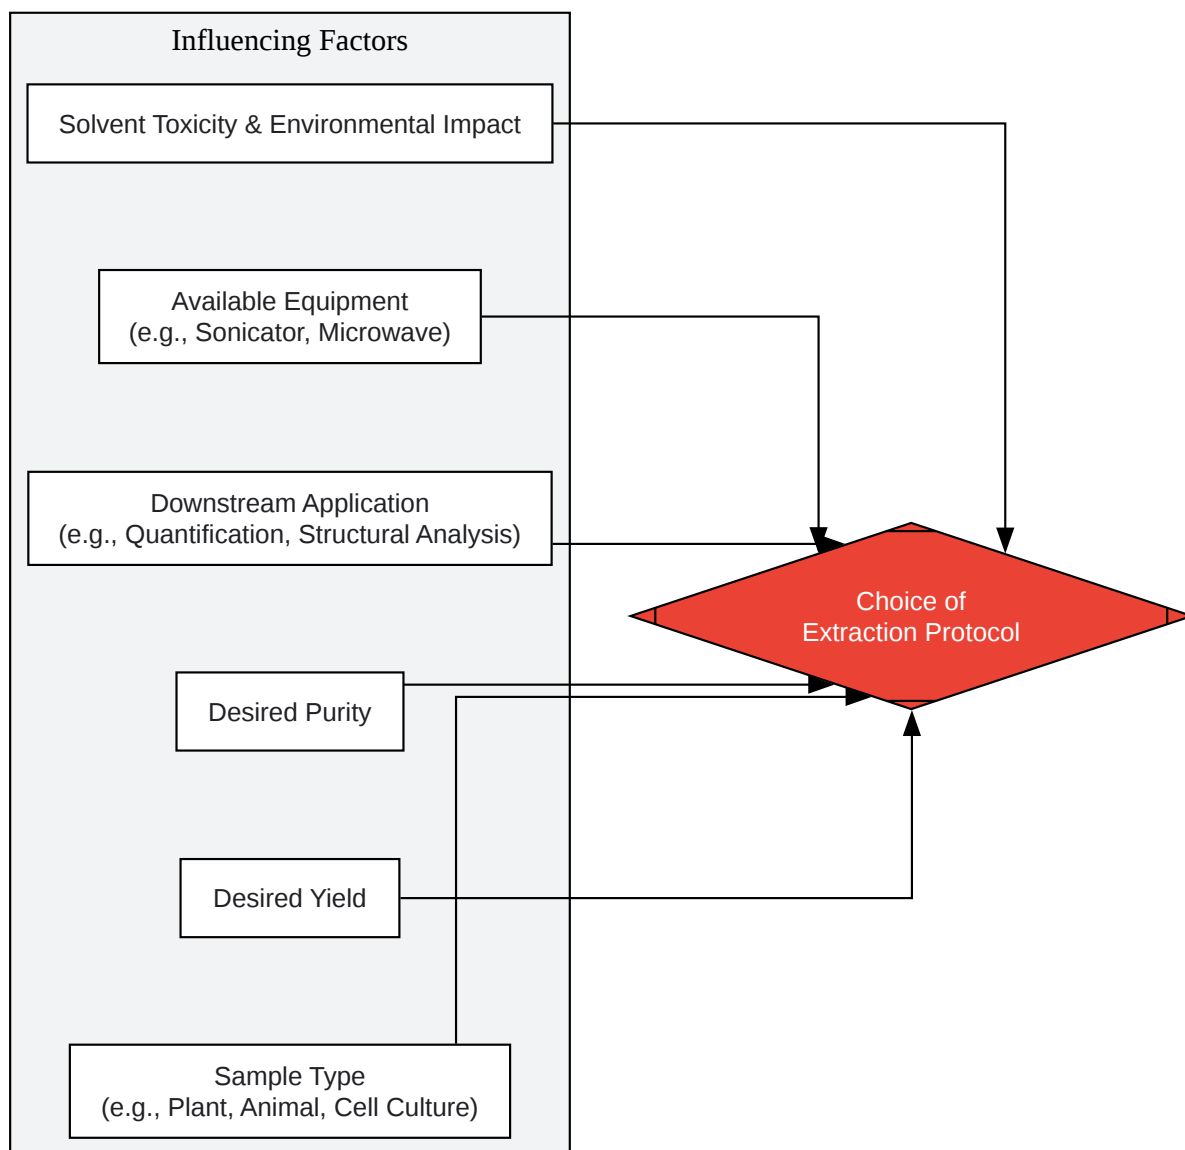 Influencing Factors
Solvent Toxicity & Environmental Impact
Available Equipment
(e.g., Sonicator, Microwave)
Downstream Application
(e.g., Quantification, Structural Analysis)
Choice of
Extraction Protocol
Desired Purity
Desired Yield
Sample Type
(e.g., Plant, Animal, Cell Culture)